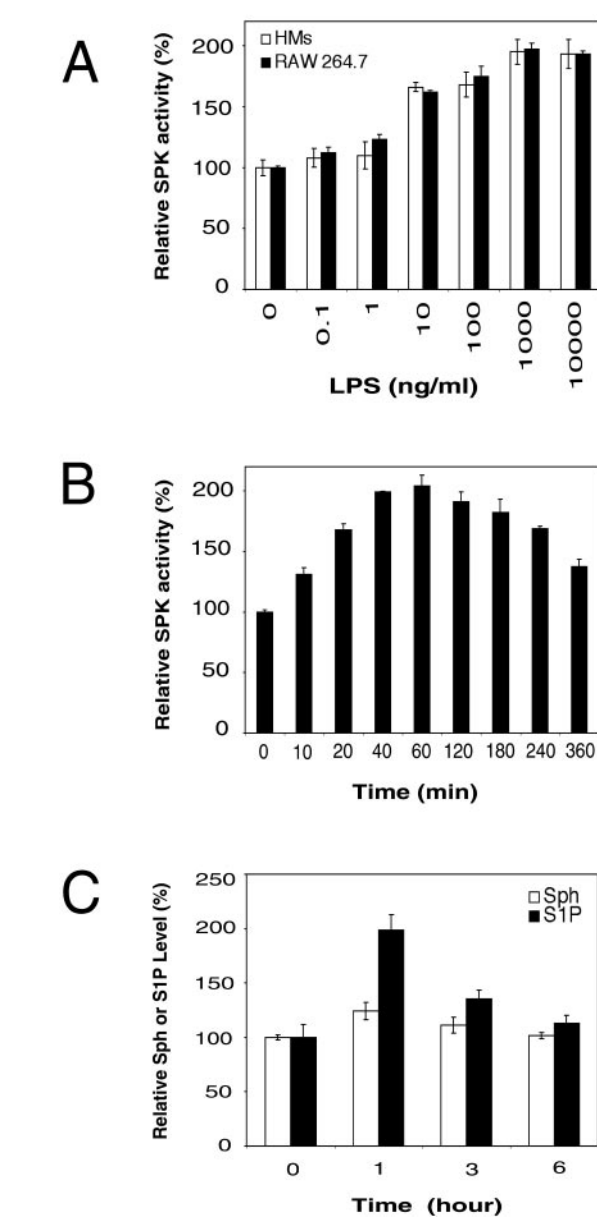 A
Relative SPK activity (%)
200
150
100
50
0
HMs
RAW 264.7
0
0.1
1
10
100
1000
10000
LPS (ng/ml)
B
Relative SPK activity (%)
200
150
100
50
0
0 10 20 40 60 120 180 240 360
Time (min)
C
Relative Sph or S1P Level (%)
250
200
150
100
50
0
Sph
S1P
0 1 3 6
Time (hour)